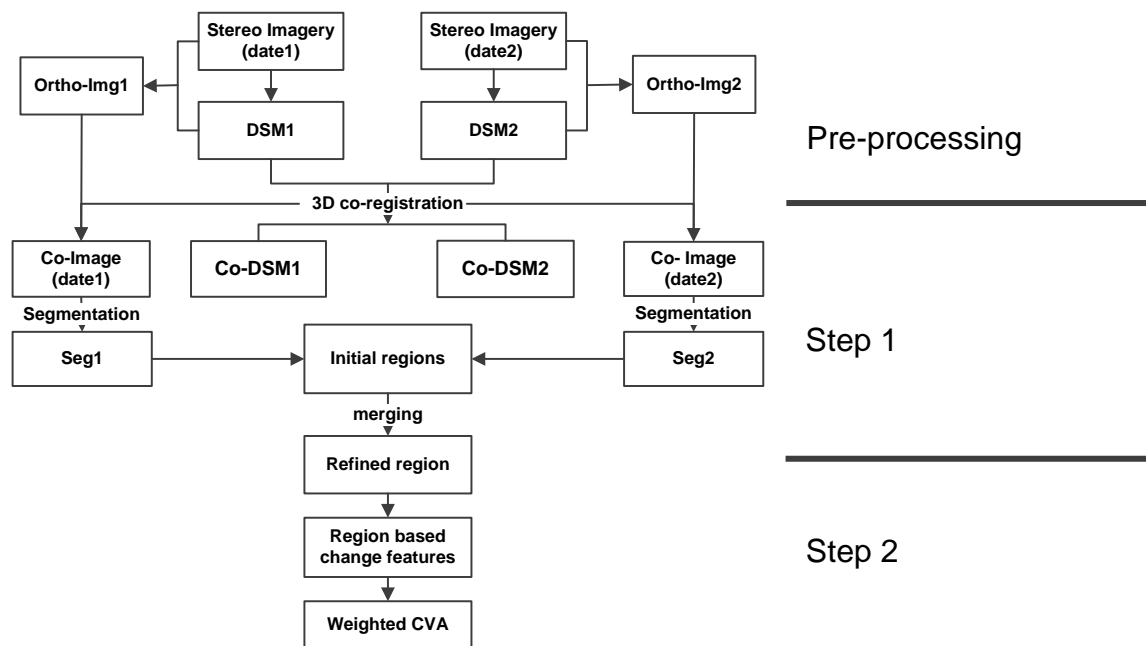 Stereo Imagery
(date1)
Stereo Imagery
(date2)
Ortho-Img1
Ortho-Img2
DSM1
DSM2
Pre-processing
3D co-registration
Co-Image
(date1)
Co-DSM1
Co-DSM2
Co- Image
(date2)
Segmentation
Segmentation
Step 1
Seg1
Initial regions
Seg2
merging
Refined region
Region based
change features
Step 2
Weighted CVA